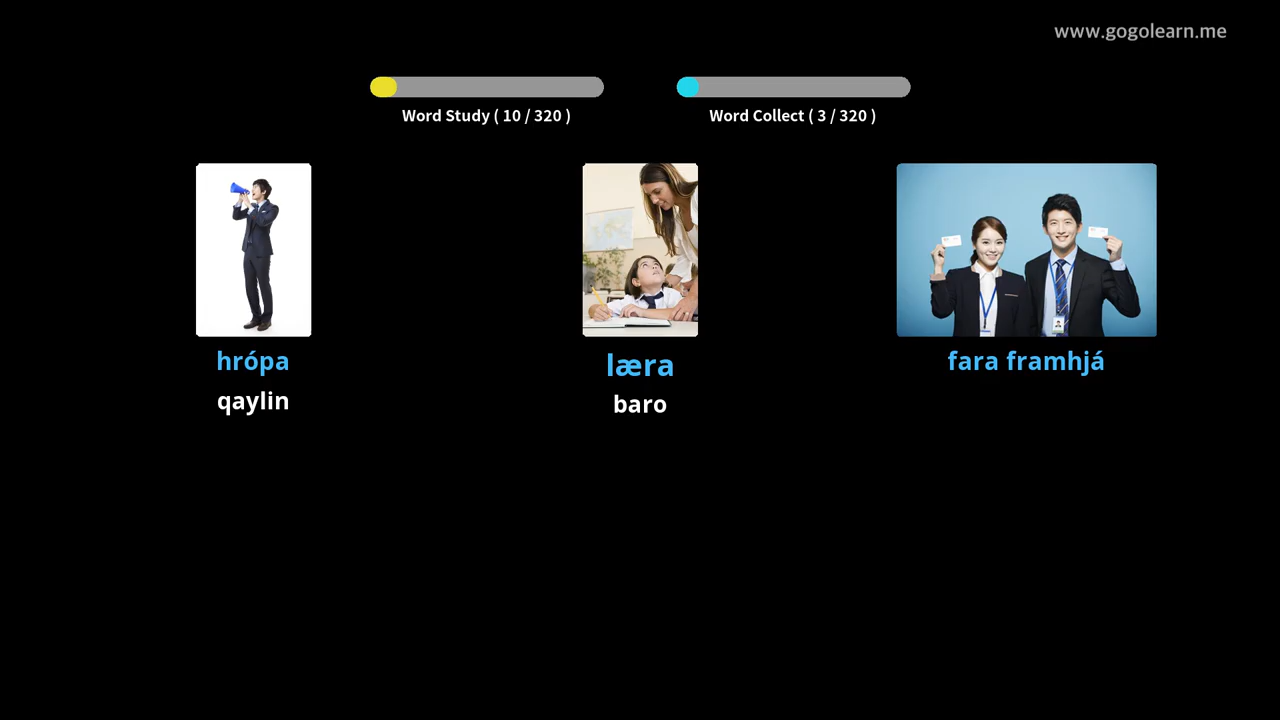 www.gogolearn.me
Word Study ( 10 / 320 )
Word Collect ( 3 / 320 )
hrópa
læra
fara framhjá
qaylin
baro